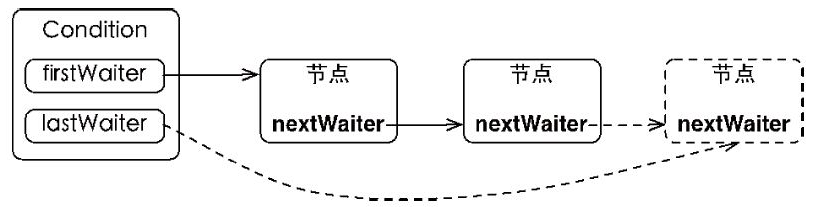 Condition
firstWaiter
lastWaiter
节点
nextWaiter
节点
nextWaiter
节点
nextWaiter